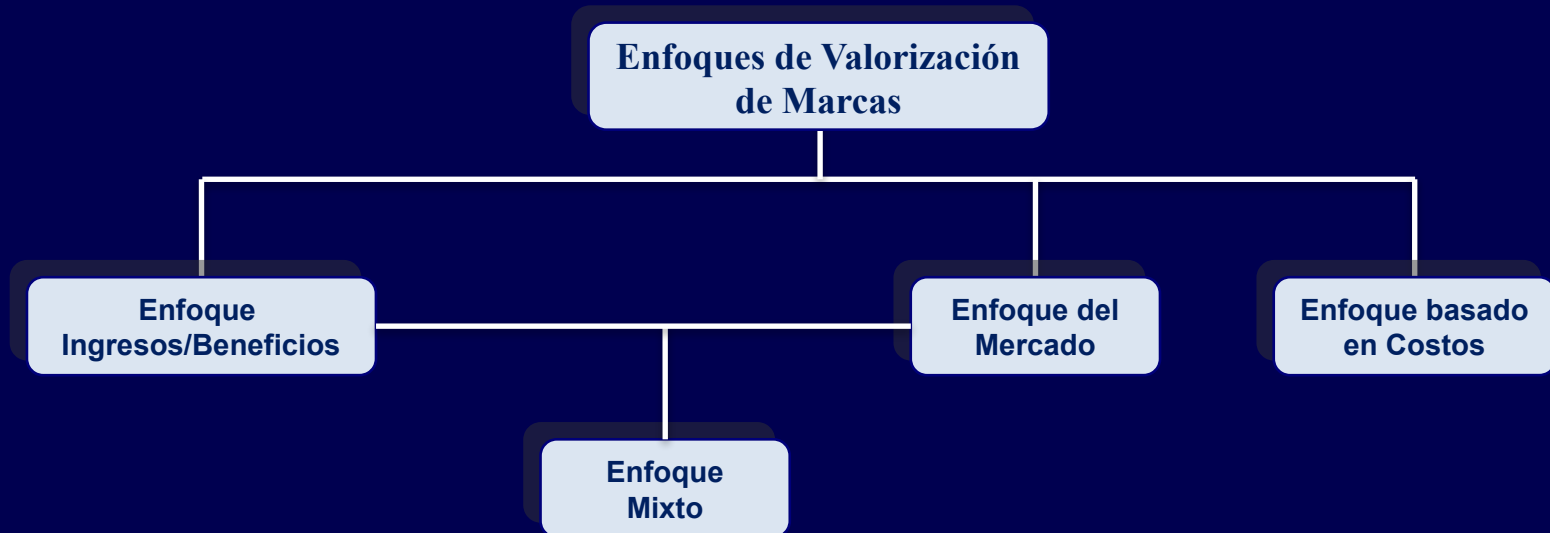 Enfoques de Valorización
de Marcas
Enfoque
Ingresos/Beneficios
Enfoque del
Mercado
Enfoque basado
en Costos
Enfoque
Mixto